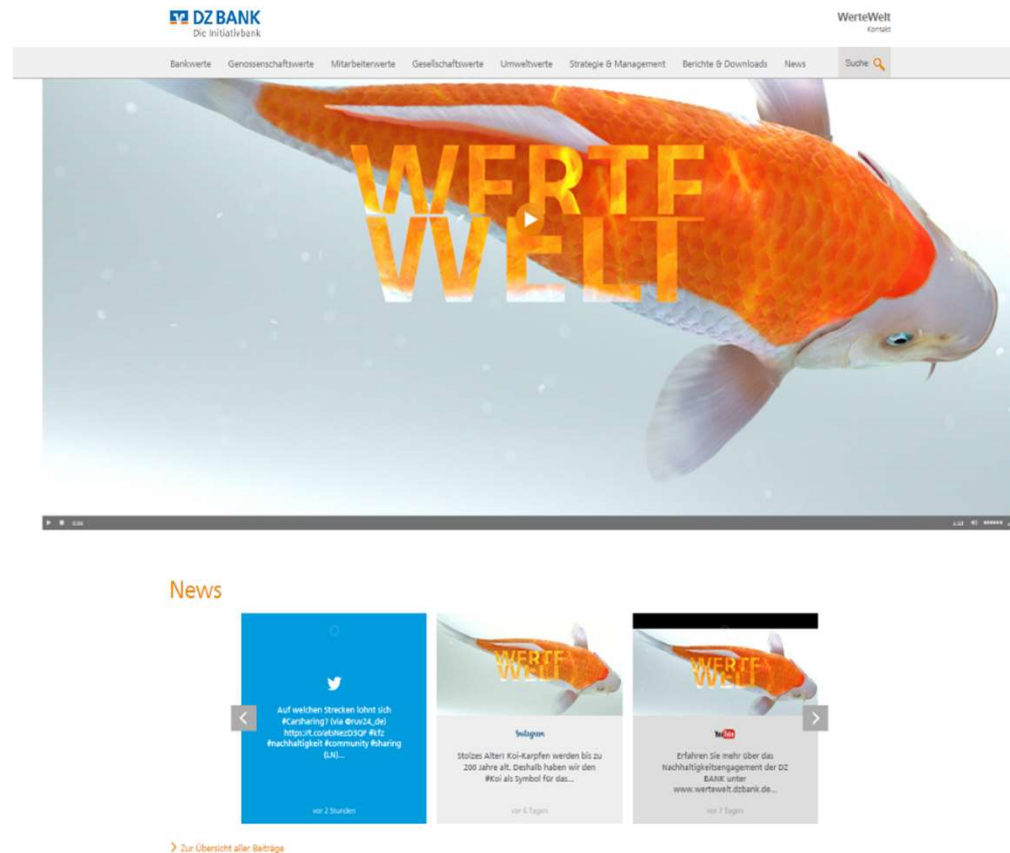 DZ BANK
Die Initiativbank
WerteWelt
Kontakt
Bankwerte Genossenschaftswerte Mitarbeiterwerte Gesellschaftswerte Umweltwerte Strategie & Management Berichte & Downloads News Suche
WERTE
WELT
News
Auf welchen Strecken lohnt sich
#Carsharing? (via @ruv24_de)
#kfz
#nachhaltigkeit #community #sharing
(LN)...
vor 2 Stunden
WERTE
WELT
Instagram
Stolzes Alter! Koi-Karpfen werden bis zu
200 Jahre alt. Deshalb haben wir den
#Koi als Symbol für das...
vor 6 Tagen
WERTE
WELT
YouTube
Erfahren Sie mehr über das
Nachhaltigkeitsengagement der DZ
BANK unter
www.wertewelt.dzbank.de...
vor 7 Tagen
Zur Übersicht aller Beiträge